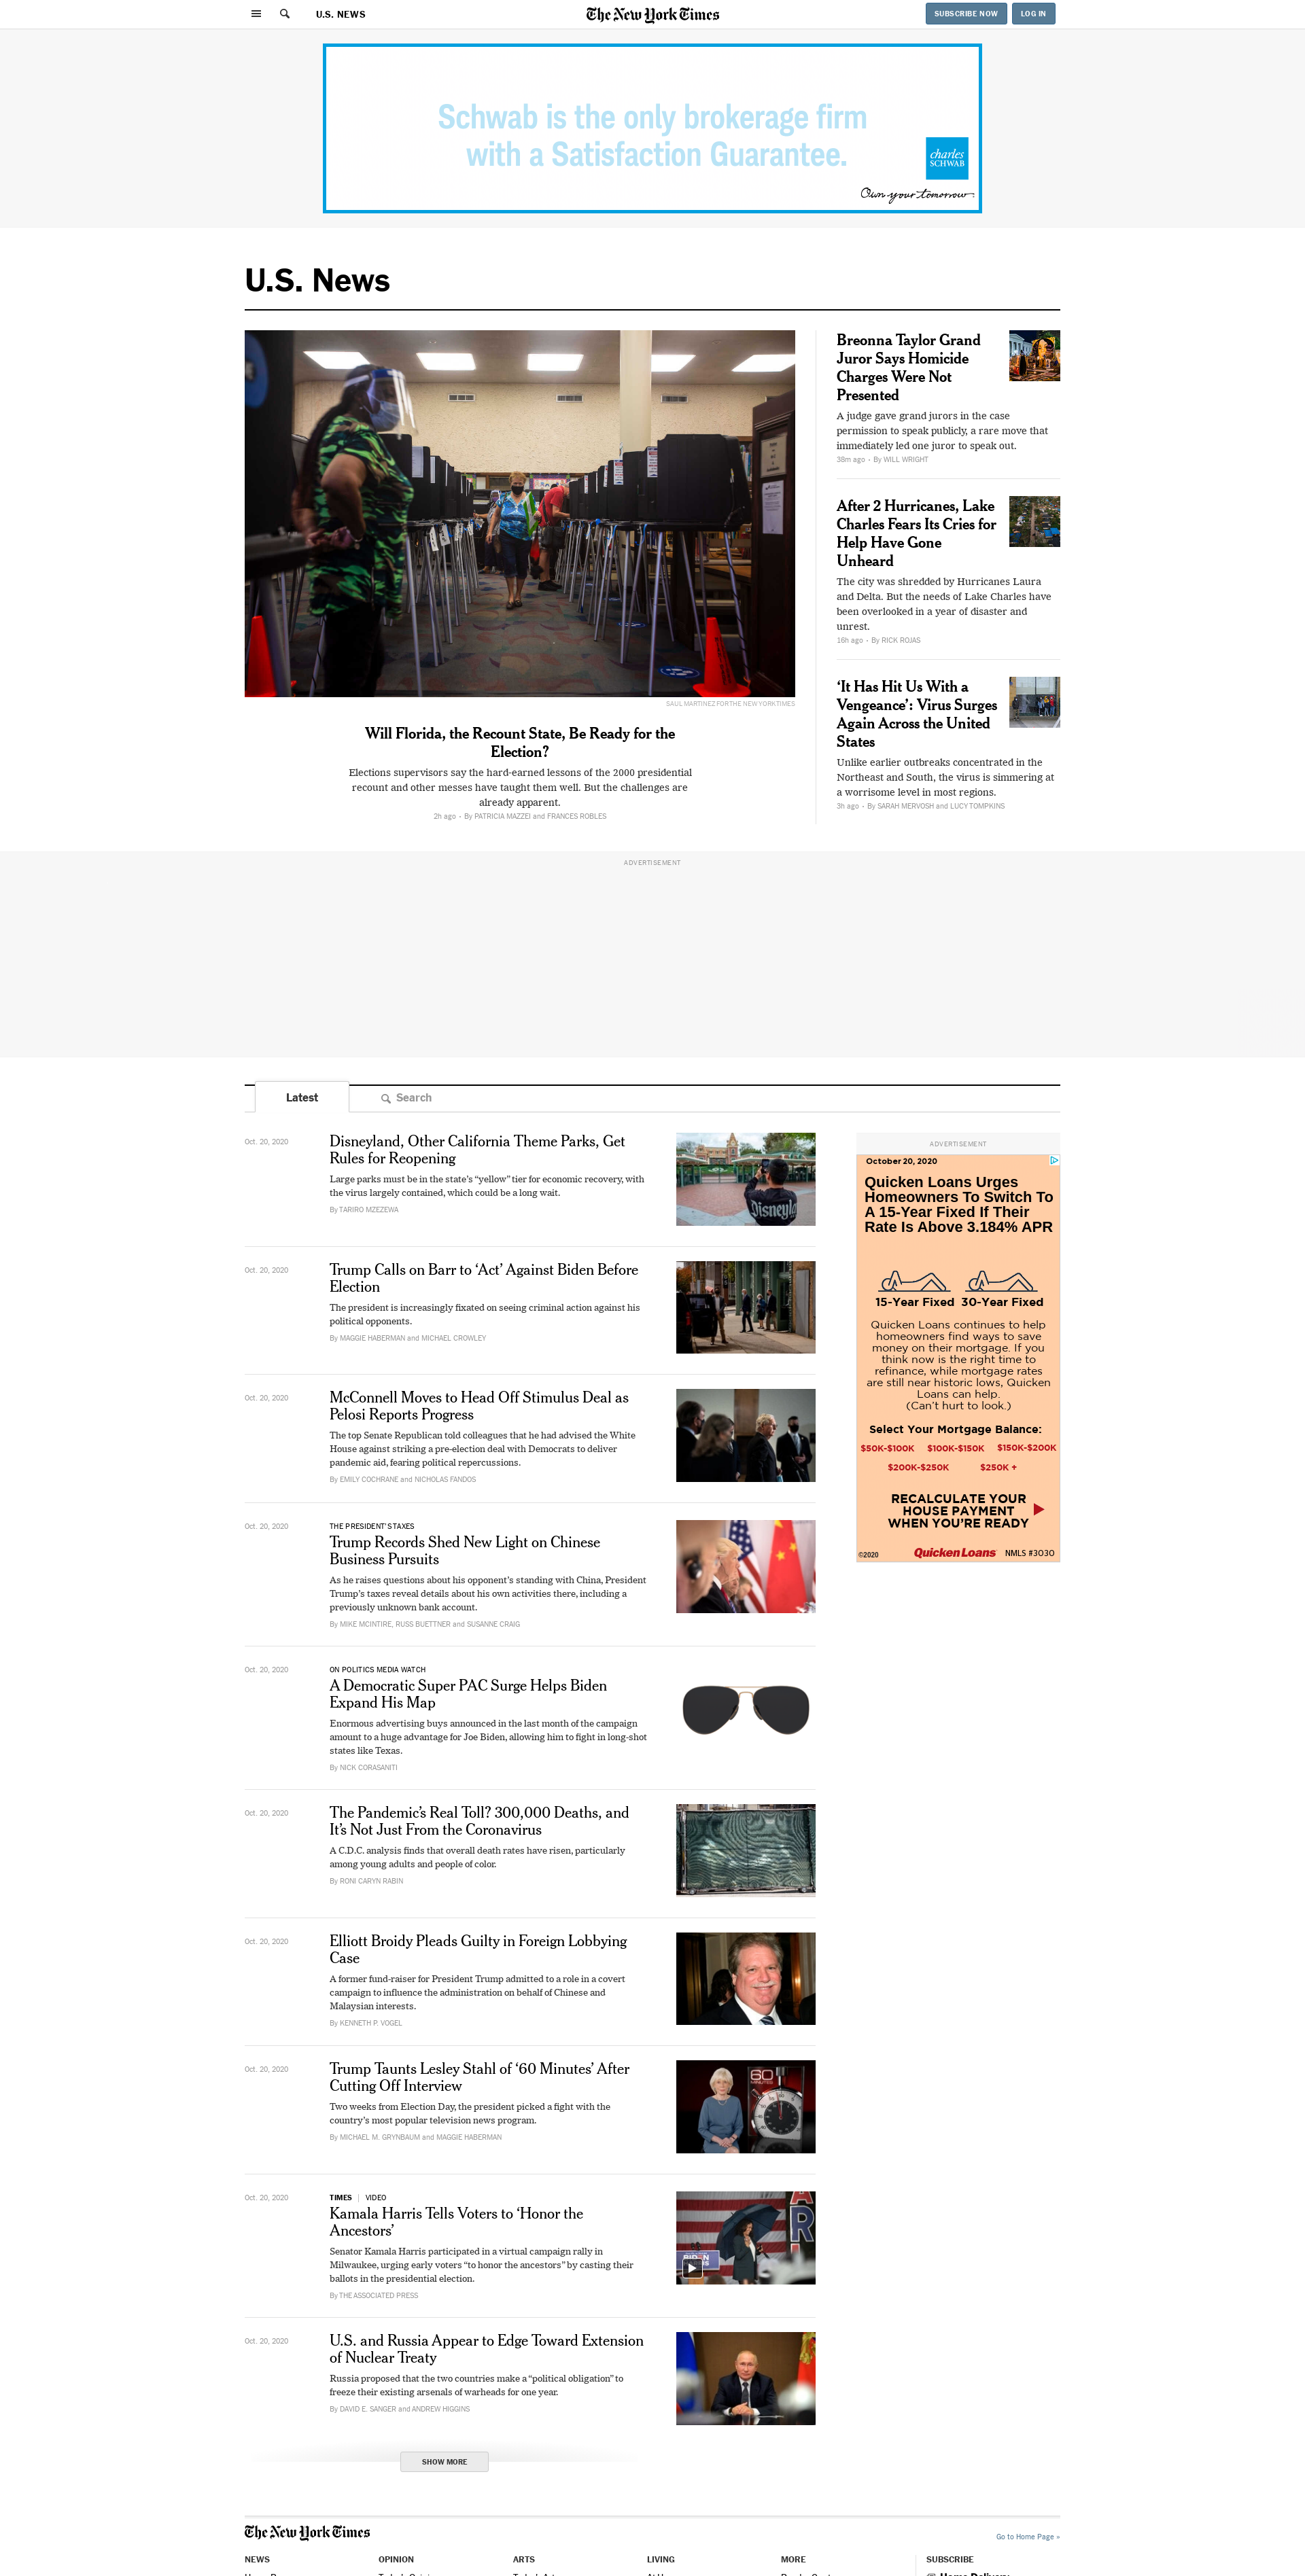 U.S. NEWS
The New York Times
SUBSCRIBE NOW
LOG IN
Schwab is the only brokerage firm
with a Satisfaction Guarantee.
charles
SCHWAB
Own your tomorrow.
U.S. News
SAUL MARTINEZ FOR THE NEW YORK TIMES
Will Florida, the Recount State, Be Ready for the
Election?
Elections supervisors say the hard-earned lessons of the 2000 presidential
recount and other messes have taught them well. But the challenges are
already apparent.
2h ago • By PATRICIA MAZZEI and FRANCES ROBLES
Breonna Taylor Grand
Juror Says Homicide
Charges Were Not
Presented
A judge gave grand jurors in the case
permission to speak publicly, a rare move that
immediately led one juror to speak out.
38m ago • By WILL WRIGHT
After 2 Hurricanes, Lake
Charles Fears Its Cries for
Help Have Gone
Unheard
The city was shredded by Hurricanes Laura
and Delta. But the needs of Lake Charles have
been overlooked in a year of disaster and
unrest.
16h ago • By RICK ROJAS
‘It Has Hit Us With a
Vengeance’: Virus Surges
Again Across the United
States
Unlike earlier outbreaks concentrated in the
Northeast and South, the virus is simmering at
a worrisome level in most regions.
3h ago • By SARAH MERVOSH and LUCY TOMPKINS
ADVERTISEMENT
Latest
Search
Oct. 20, 2020
Disneyland, Other California Theme Parks, Get
Rules for Reopening
Large parks must be in the state’s “yellow” tier for economic recovery, with
the virus largely contained, which could be a long wait.
By TARIRO MZEZEWA
Disneyla
Oct. 20, 2020
Trump Calls on Barr to ‘Act’ Against Biden Before
Election
The president is increasingly fixated on seeing criminal action against his
political opponents.
By MAGGIE HABERMAN and MICHAEL CROWLEY
Oct. 20, 2020
McConnell Moves to Head Off Stimulus Deal as
Pelosi Reports Progress
The top Senate Republican told colleagues that he had advised the White
House against striking a pre-election deal with Democrats to deliver
pandemic aid, fearing political repercussions.
By EMILY COCHRANE and NICHOLAS FANDOS
Oct. 20, 2020
THE PRESIDENT'S TAXES
Trump Records Shed New Light on Chinese
Business Pursuits
As he raises questions about his opponent’s standing with China, President
Trump’s taxes reveal details about his own activities there, including a
previously unknown bank account.
By MIKE MCINTIRE, RUSS BUETTNER and SUSANNE CRAIG
Oct. 20, 2020
ON POLITICS MEDIA WATCH
A Democratic Super PAC Surge Helps Biden
Expand His Map
Enormous advertising buys announced in the last month of the campaign
amount to a huge advantage for Joe Biden, allowing him to fight in long-shot
states like Texas.
By NICK CORASANITI
Oct. 20, 2020
The Pandemic’s Real Toll? 300,000 Deaths, and
It’s Not Just From the Coronavirus
A C.D.C. analysis finds that overall death rates have risen, particularly
among young adults and people of color.
By RONI CARYN RABIN
Oct. 20, 2020
Elliott Broidy Pleads Guilty in Foreign Lobbying
Case
A former fund-raiser for President Trump admitted to a role in a covert
campaign to influence the administration on behalf of Chinese and
Malaysian interests.
By KENNETH P. VOGEL
Oct. 20, 2020
Trump Taunts Lesley Stahl of ‘60 Minutes’ After
Cutting Off Interview
Two weeks from Election Day, the president picked a fight with the
country’s most popular television news program.
By MICHAEL M. GRYNBAUM and MAGGIE HABERMAN
60
MINUTES
Oct. 20, 2020
TIMES | VIDEO
Kamala Harris Tells Voters to ‘Honor the
Ancestors’
Senator Kamala Harris participated in a virtual campaign rally in
Milwaukee, urging early voters “to honor the ancestors” by casting their
ballots in the presidential election.
By THE ASSOCIATED PRESS
Oct. 20, 2020
U.S. and Russia Appear to Edge Toward Extension
of Nuclear Treaty
Russia proposed that the two countries make a “political obligation” to
freeze their existing arsenals of warheads for one year.
By DAVID E. SANGER and ANDREW HIGGINS
SHOW MORE
ADVERTISEMENT
October 20, 2020
Quicken Loans Urges
Homeowners To Switch To
A 15-Year Fixed If Their
Rate Is Above 3.184% APR
15-Year Fixed 30-Year Fixed
Quicken Loans continues to help
homeowners find ways to save
money on their mortgage. If you
think now is the right time to
refinance, while mortgage rates
are still near historic lows, Quicken
Loans can help.
(Can't hurt to look.)
Select Your Mortgage Balance:
$50K-$100K $100K-$150K $150K-$200K
$200K-$250K $250K +
RECALCULATE YOUR
HOUSE PAYMENT
WHEN YOU'RE READY
©2020 Quicken Loans NMLS #3030
The New York Times
Go to Home Page »
NEWS OPINION ARTS LIVING MORE SUBSCRIBE